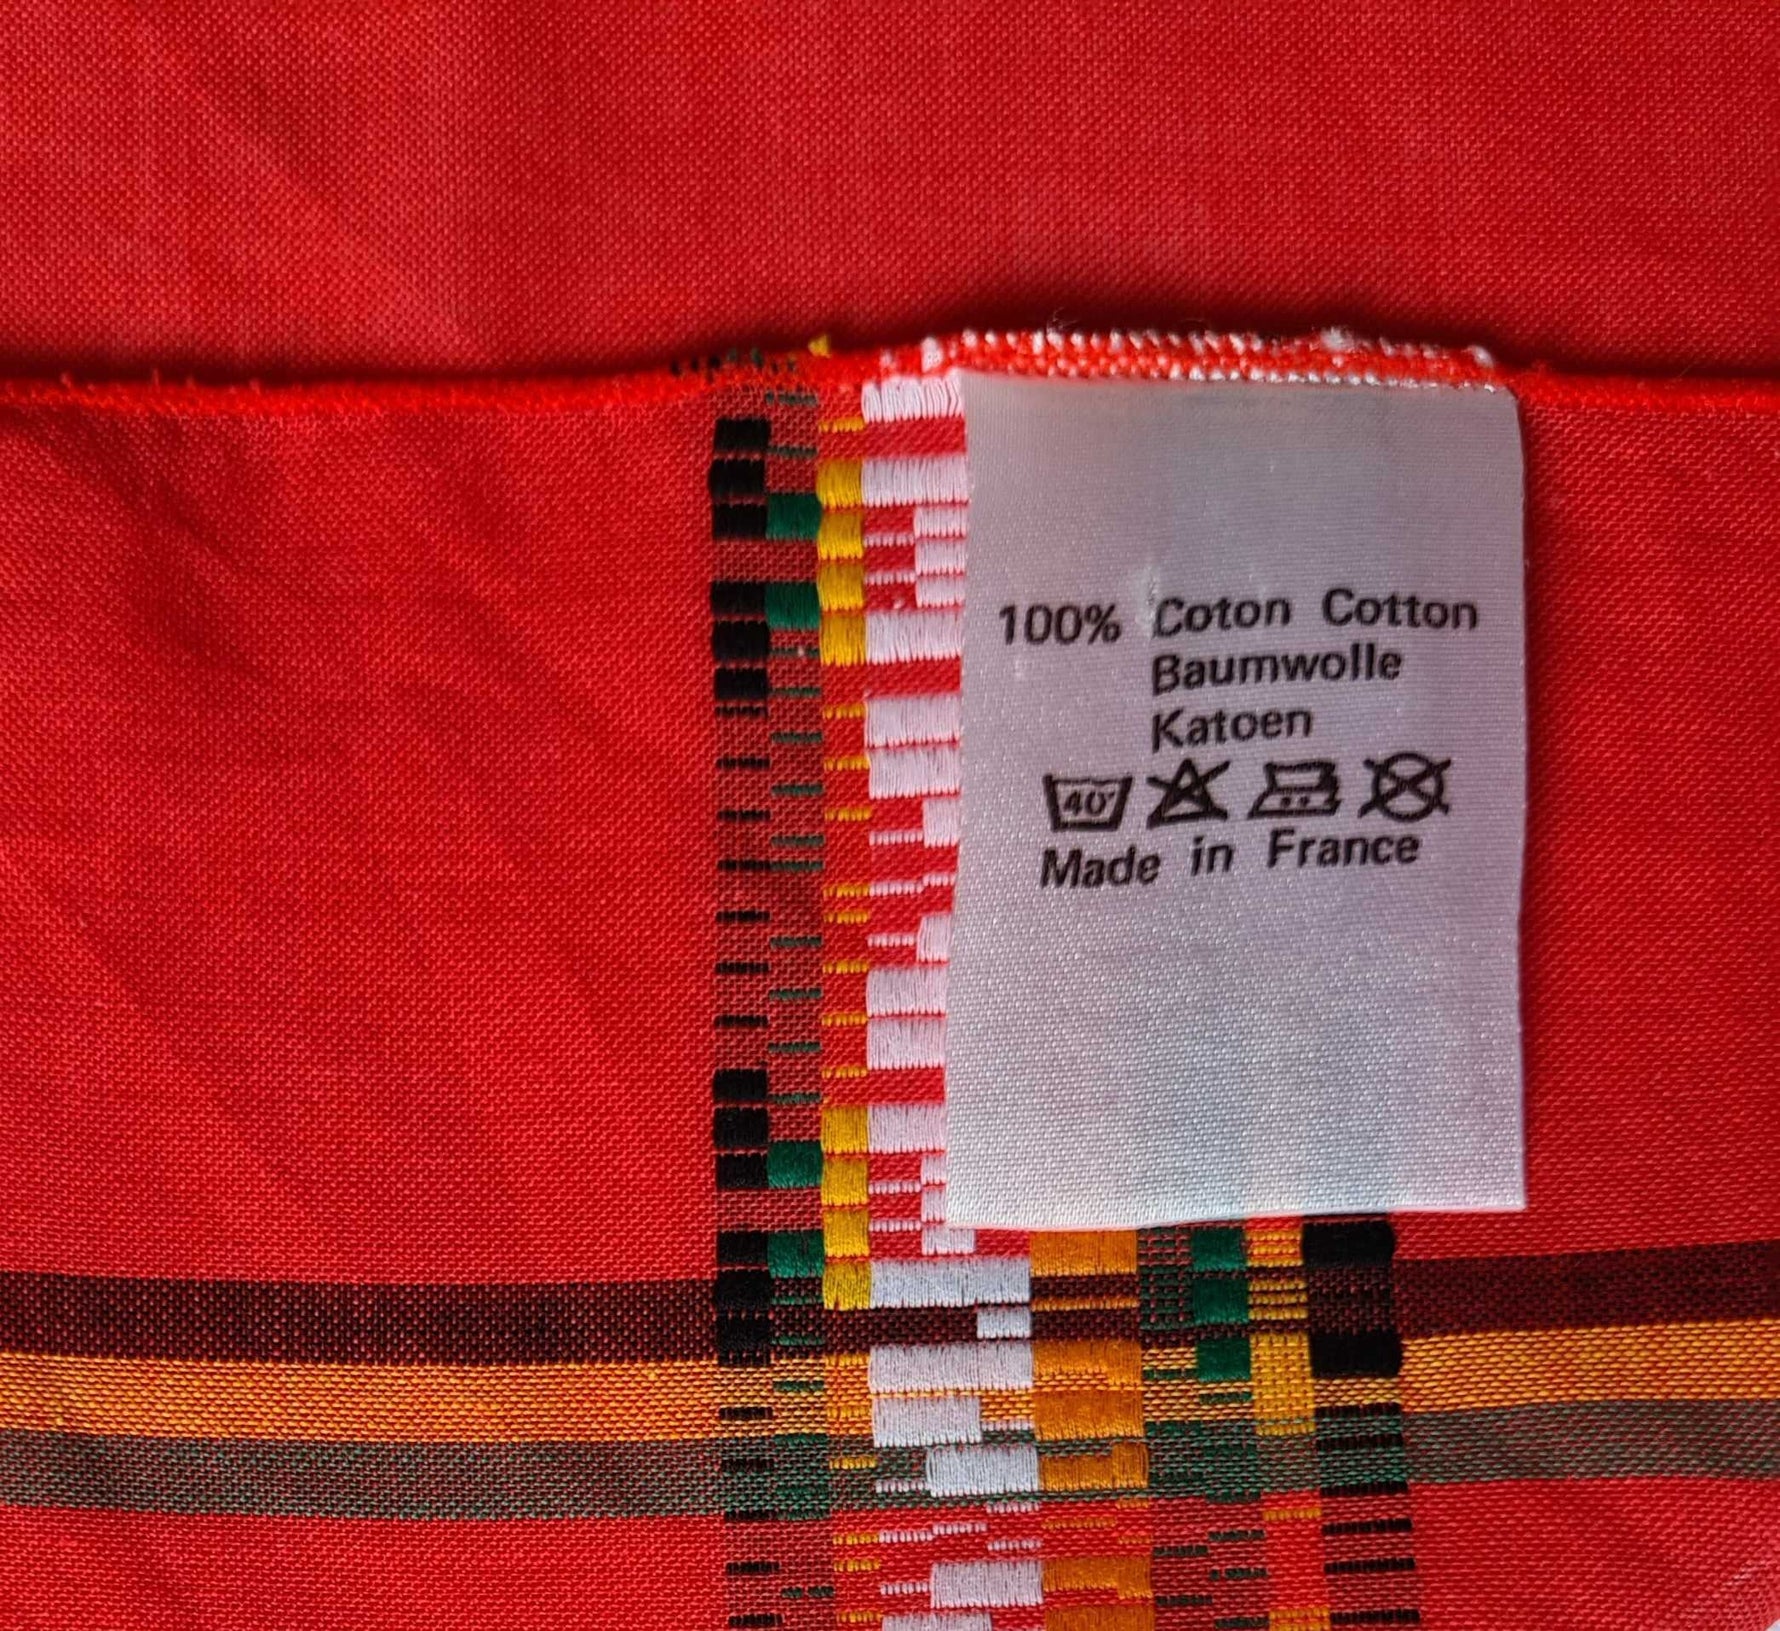 100% Coton Cotton
Baumwolle
Katoen
40°
Made in France